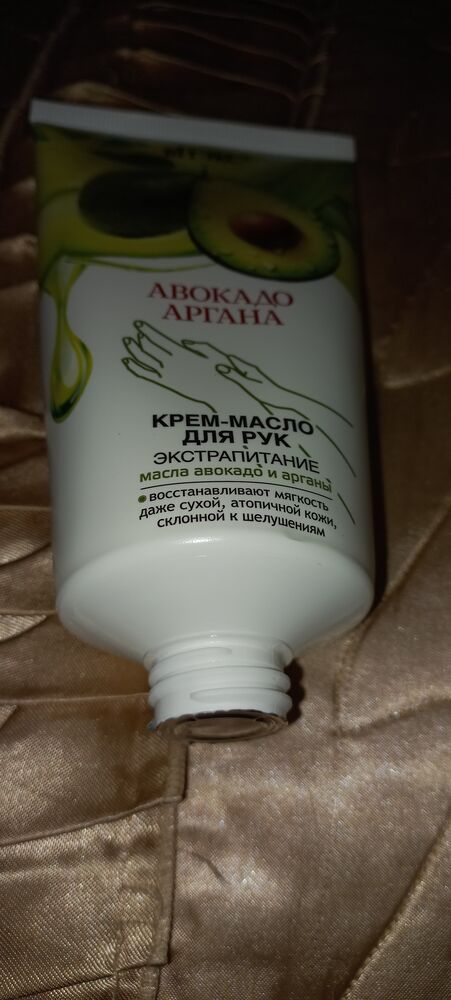 АВОКАДО
АРГАНА
КРЕМ-МАСЛО
ДЛЯ РУК
ЭКСТРАПИТАНИЕ
масла авокадо и арганы
• восстанавливают мягкость
даже сухой, атопичной кожи,
склонной к шелушениям